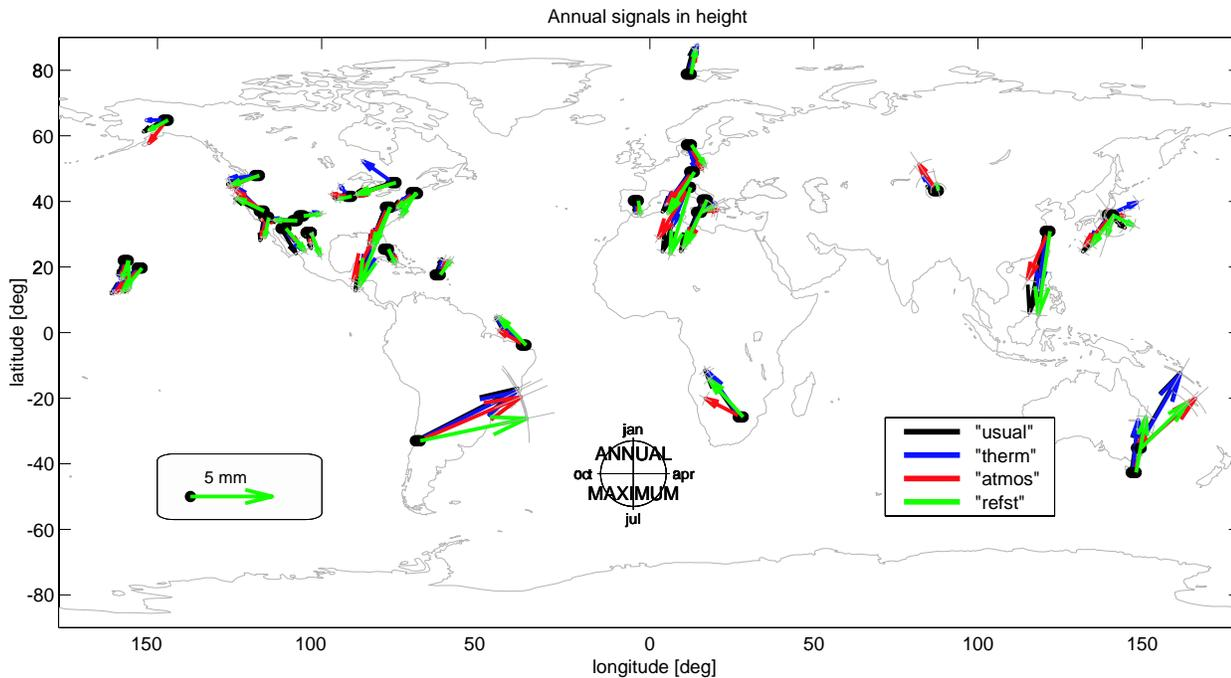 Annual signals in height
80
60
40
20
0
-20
-40
-60
-80
latitude [deg]
5 mm
jan
ANNUAL
oct apr
MAXIMUM
jul
"usual"
"therm"
"atmos"
"refst"
150 100 50 0 50 100 150
longitude [deg]